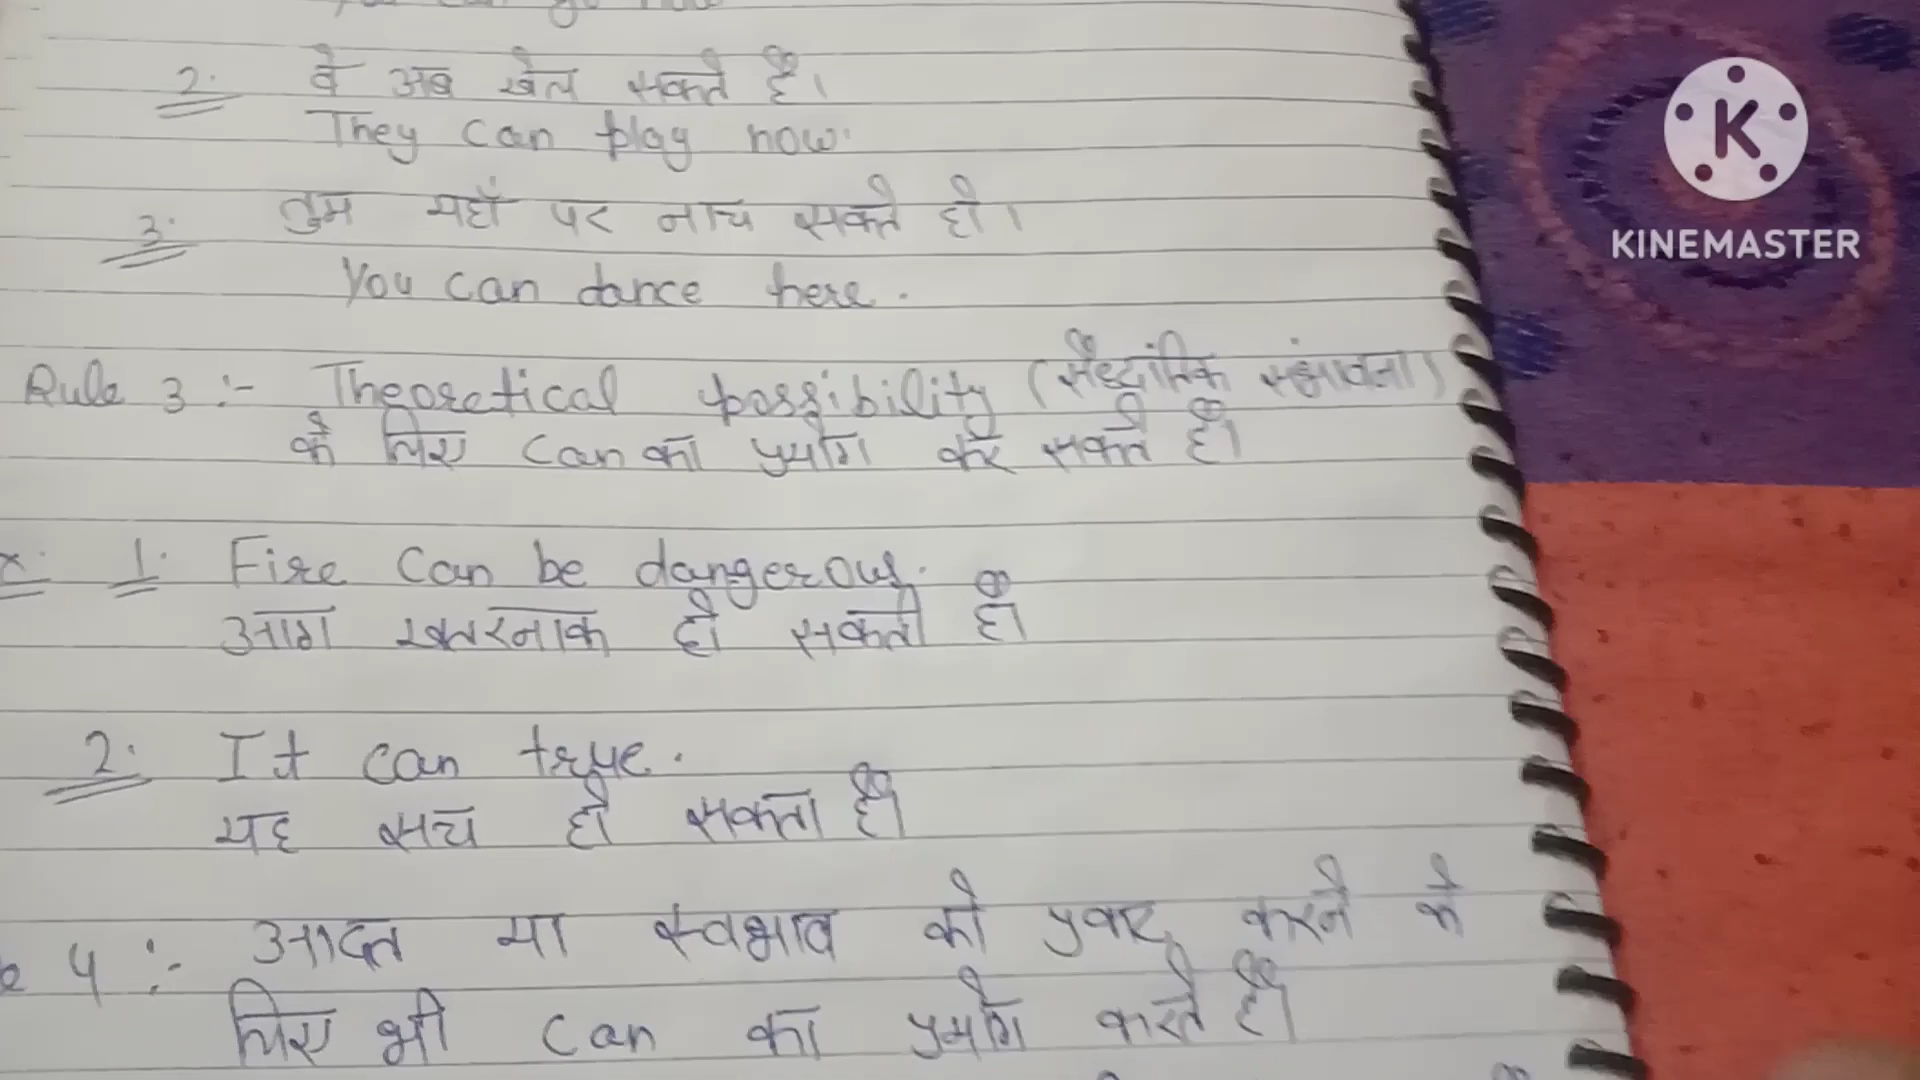 2. वे अब खेल सकते हैं।
They can play now.
3. तुम यहाँ पर नाच सकते हो।
You can dance here.
Rule 3 :- Theoretical possibility (सैध्दांतिक संभावना)
के लिए can का प्रयोग कर सकते हैं।
1. Fire can be dangerous.
आग खतरनाक हो सकती है।
2. It can true.
यह सच हो सकता है।
4 :- आदत या स्वभाव को प्रकट करने के
लिए भी can का प्रयोग करते हैं।
K
KINEMASTER